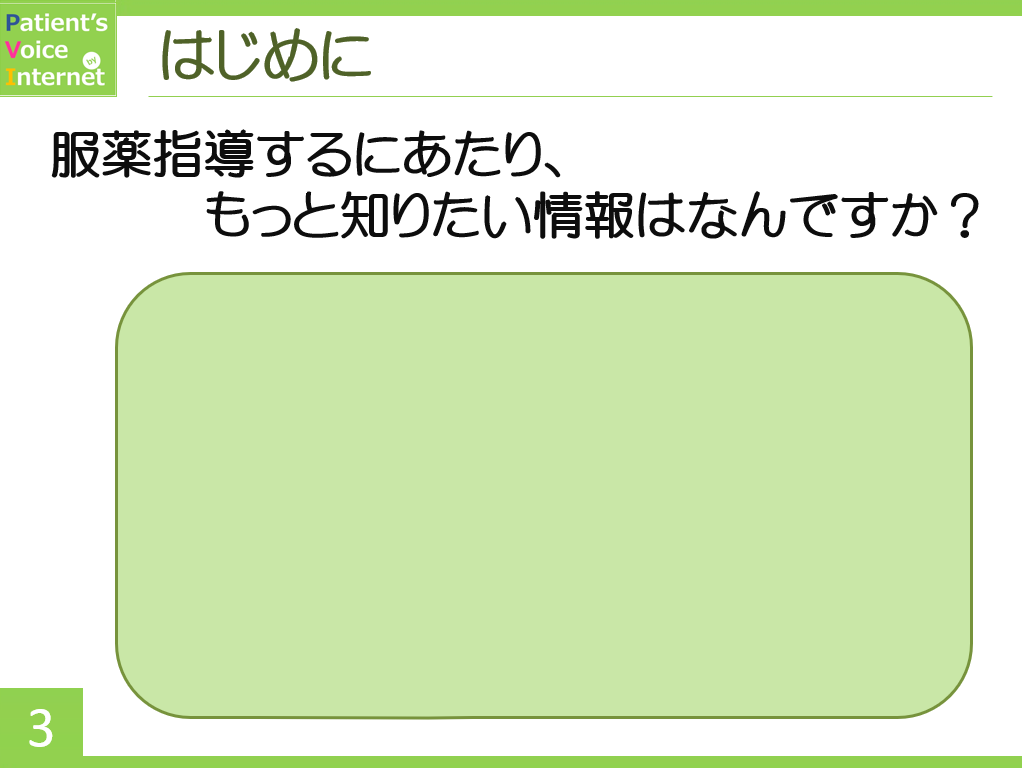 Patient's
Voice
by
Internet
はじめに
服薬指導するにあたり、
もっと知りたい情報はなんですか？
3